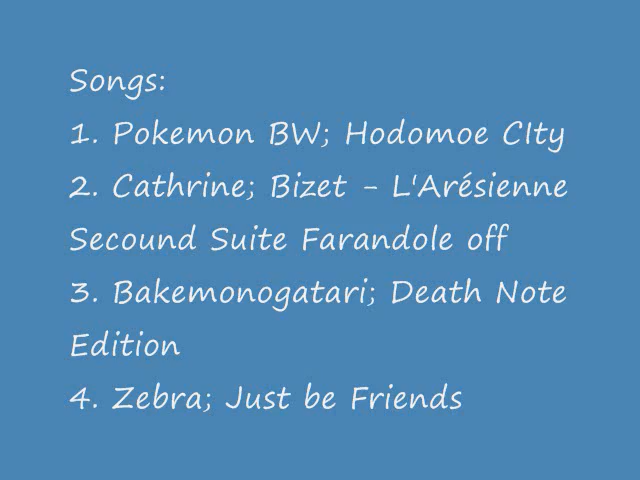 Songs:
1. Pokemon BW; Hodomoe CIty
2. Cathrine; Bizet - L'Arésienne
Secound Suite Farandole off
3. Bakemonogatari; Death Note
Edition
4. Zebra; Just be Friends